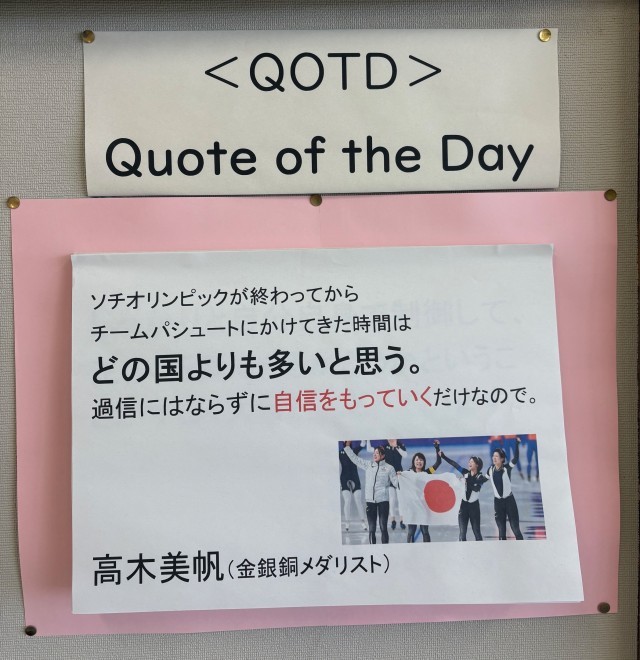 ＜QOTD＞
Quote of the Day
ソチオリンピックが終わってから
チームパシュートにかけてきた時間は
どの国よりも多いと思う。
過信にはならずに自信をもっていくだけなので。
高木美帆（金銀銅メダリスト）